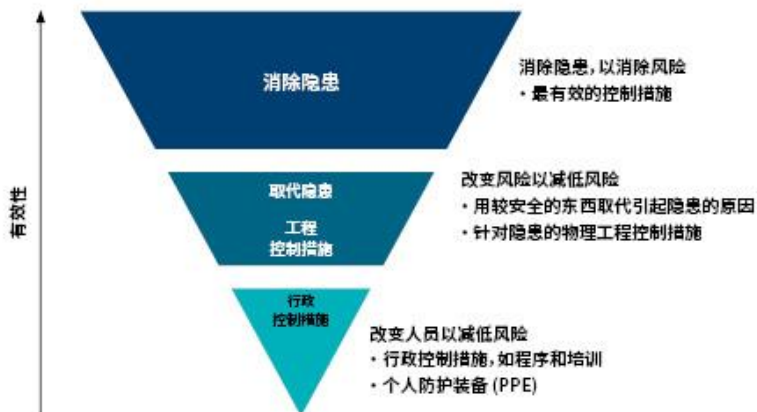 消除隐患
消除隐患，以消除风险
・最有效的控制措施
有效性
取代隐患
工程
控制措施
改变风险以减低风险
・用较安全的东西取代引起隐患的原因
・针对隐患的物理工程控制措施
行政
控制措施
改变人员以减低风险
・行政控制措施，如程序和培训
・个人防护装备 (PPE)